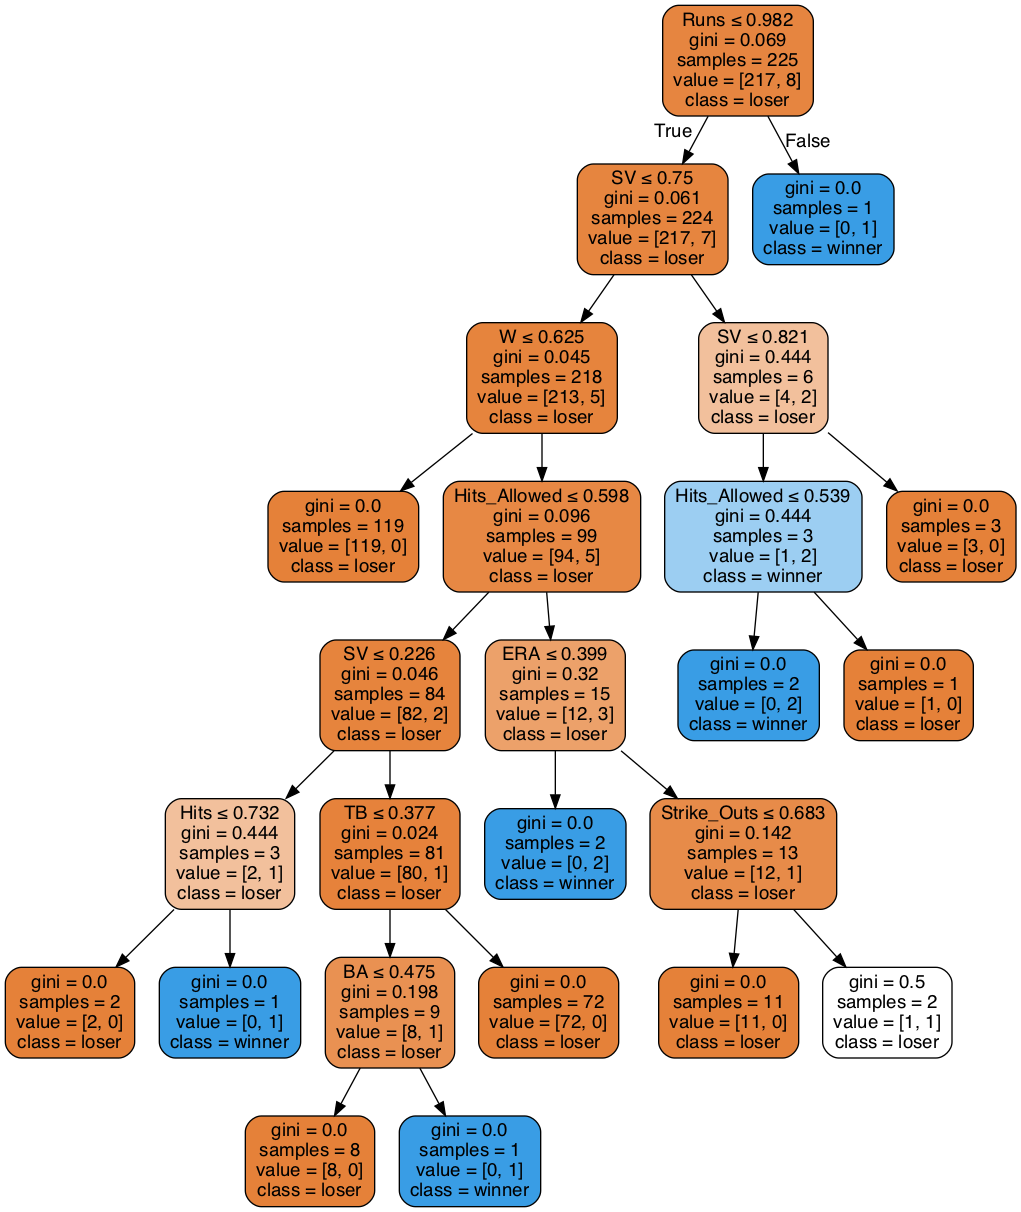 Runs ≤ 0.982
gini = 0.069
samples = 225
value = [217, 8]
class = loser
True
False
SV ≤ 0.75
gini = 0.061
samples = 224
value = [217, 7]
class = loser
gini = 0.0
samples = 1
value = [0, 1]
class = winner
W ≤ 0.625
gini = 0.045
samples = 218
value = [213, 5]
class = loser
SV ≤ 0.821
gini = 0.444
samples = 6
value = [4, 2]
class = loser
gini = 0.0
samples = 119
value = [119, 0]
class = loser
Hits_Allowed ≤ 0.598
gini = 0.096
samples = 99
value = [94, 5]
class = loser
Hits_Allowed ≤ 0.539
gini = 0.444
samples = 3
value = [1, 2]
class = winner
gini = 0.0
samples = 3
value = [3, 0]
class = loser
SV ≤ 0.226
gini = 0.046
samples = 84
value = [82, 2]
class = loser
ERA ≤ 0.399
gini = 0.32
samples = 15
value = [12, 3]
class = loser
gini = 0.0
samples = 2
value = [0, 2]
class = winner
gini = 0.0
samples = 1
value = [1, 0]
class = loser
Hits ≤ 0.732
gini = 0.444
samples = 3
value = [2, 1]
class = loser
TB ≤ 0.377
gini = 0.024
samples = 81
value = [80, 1]
class = loser
gini = 0.0
samples = 2
value = [0, 2]
class = winner
Strike_Outs ≤ 0.683
gini = 0.142
samples = 13
value = [12, 1]
class = loser
gini = 0.0
samples = 2
value = [2, 0]
class = loser
gini = 0.0
samples = 1
value = [0, 1]
class = winner
BA ≤ 0.475
gini = 0.198
samples = 9
value = [8, 1]
class = loser
gini = 0.0
samples = 72
value = [72, 0]
class = loser
gini = 0.0
samples = 11
value = [11, 0]
class = loser
gini = 0.5
samples = 2
value = [1, 1]
class = loser
gini = 0.0
samples = 8
value = [8, 0]
class = loser
gini = 0.0
samples = 1
value = [0, 1]
class = winner